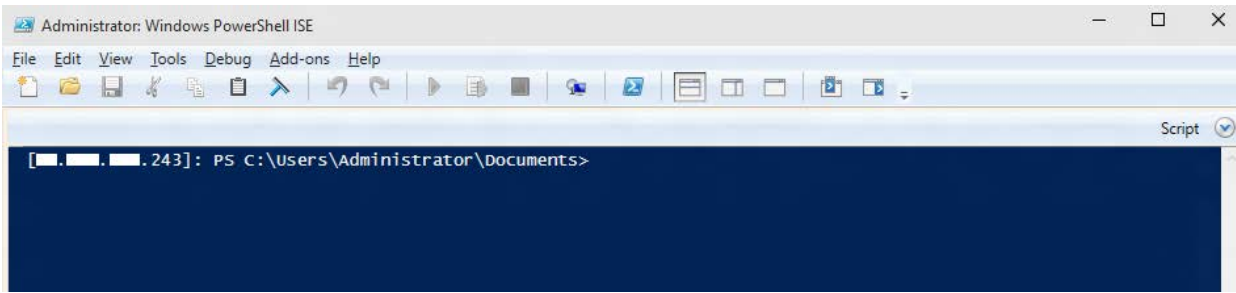 Administrator: Windows PowerShell ISE
File Edit View Tools Debug Add-ons Help
Script
[ . . .243]: PS C:\Users\Administrator\Documents>